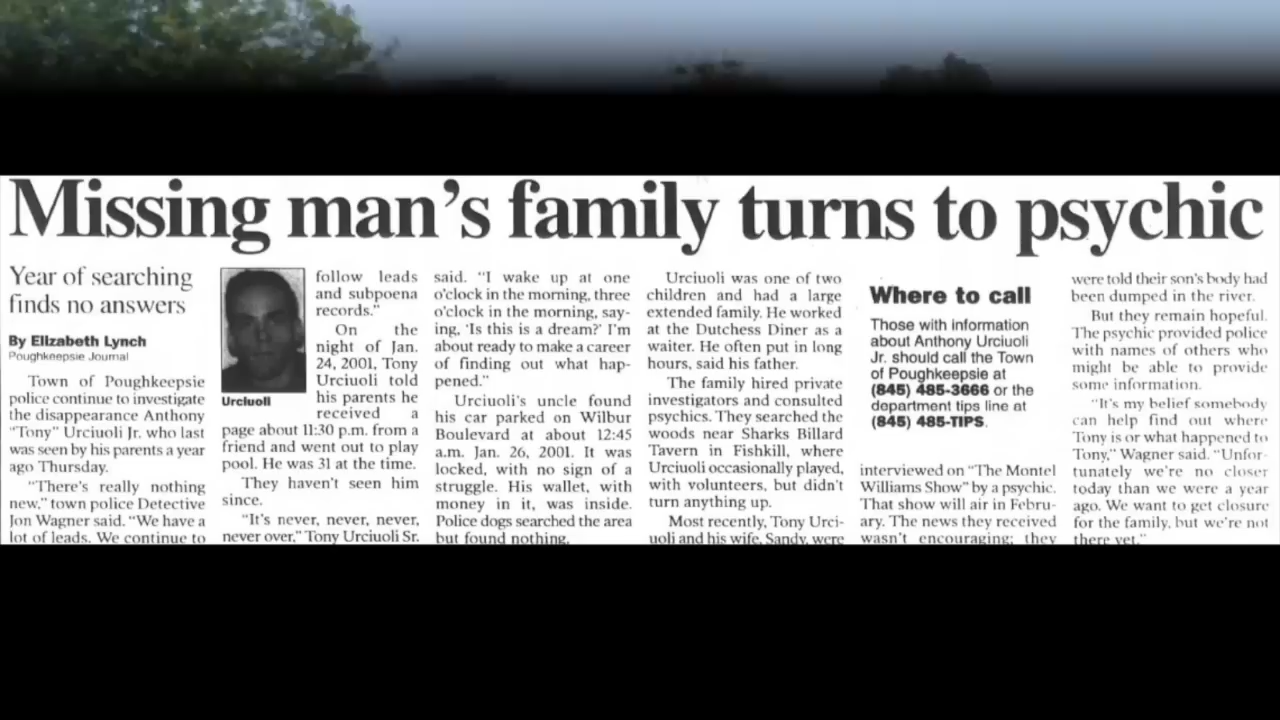 Missing man's family turns to psychic
Year of searching
finds no answers
By Elizabeth Lynch
Poughkeepsie Journal
Town of Poughkeepsie
police continue to investigate
the disappearance Anthony
"Tony" Urciuoli Jr. who last
was seen by his parents a year
ago Thursday.
"There's really nothing
new," town police Detective
Jon Wagner said. "We have a
lot of leads. We continue to
Urciuoli
follow leads
and subpoena
records."
On the
night of Jan.
24, 2001, Tony
Urciuoli told
his parents he
received a
page about 11:30 p.m. from a
friend and went out to play
pool. He was 31 at the time.
They haven't seen him
since.
"It's never, never, never,
never over," Tony Urciuoli Sr.
said. "I wake up at one
o'clock in the morning, three
o'clock in the morning, say-
ing, 'Is this is a dream?' I'm
about ready to make a career
of finding out what hap-
pened."
Urciuoli's uncle found
his car parked on Wilbur
Boulevard at about 12:45
a.m. Jan. 26, 2001. It was
locked, with no sign of a
struggle. His wallet, with
money in it, was inside.
Police dogs searched the area
but found nothing.
Urciuoli was one of two
children and had a large
extended family. He worked
at the Dutchess Diner as a
waiter. He often put in long
hours, said his father.
The family hired private
investigators and consulted
psychics. They searched the
woods near Sharks Billard
Tavern in Fishkill, where
Urciuoli occasionally played,
with volunteers, but didn't
turn anything up.
Most recently, Tony Urci-
uoli and his wife, Sandy, were
Where to call
Those with information
about Anthony Urciuoli
Jr. should call the Town
of Poughkeepsie at
(845) 485-3666 or the
department tips line at
(845) 485-TIPS.
interviewed on "The Montel
Williams Show" by a psychic.
That show will air in Febru-
ary. The news they received
wasn't encouraging; they
were told their son's body had
been dumped in the river.
But they remain hopeful.
The psychic provided police
with names of others who
might be able to provide
some information.
"It's my belief somebody
can help find out where
Tony is or what happened to
Tony," Wagner said. "Unfor-
tunately we're no closer
today than we were a year
ago. We want to get closure
for the family, but we're not
there yet."